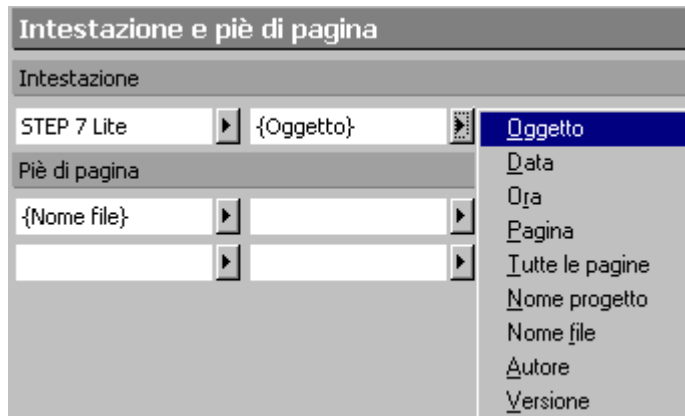 Intestazione e piè di pagina
Intestazione
STEP 7 Lite {Oggetto}
Piè di pagina
{Nome file}
Oggetto
Data
Ora
Pagina
Tutte le pagine
Nome progetto
Nome file
Autore
Versione